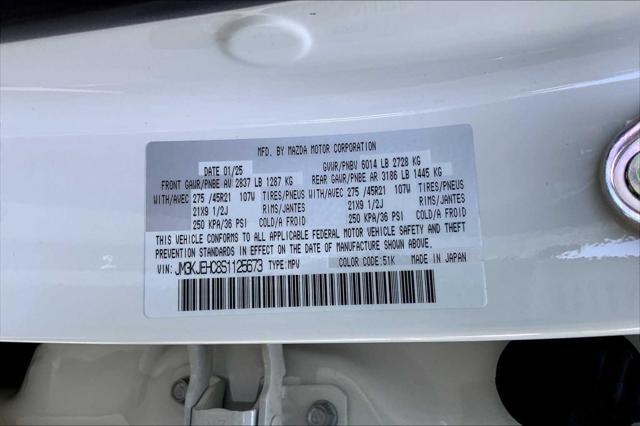 MFD. BY MAZDA MOTOR CORPORATION
DATE 01/25 GVWR/PNBV 6014 LB 2728 KG
FRONT GAWR/PNBE AV 2837 LB 1287 KG REAR GAWR/PNBE AR 3186 LB 1445 KG
WITH/AVEC 275 /45R21 107W TIRES/PNEUS WITH/AVEC 275 /45R21 107W TIRES/PNEUS
21X9 1/2J RIMS/JANTES 21X9 1/2J RIMS/JANTES
250 KPA/36 PSI COLD/A FROID 250 KPA/36 PSI COLD/A FROID
THIS VEHICLE CONFORMS TO ALL APPLICABLE FEDERAL MOTOR VEHICLE SAFETY AND THEFT
PREVENTION STANDARDS IN EFFECT ON THE DATE OF MANUFACTURE SHOWN ABOVE.
VIN: JM3KJEHC8S1125673 TYPE: MPV COLOR CODE: 51K MADE IN JAPAN